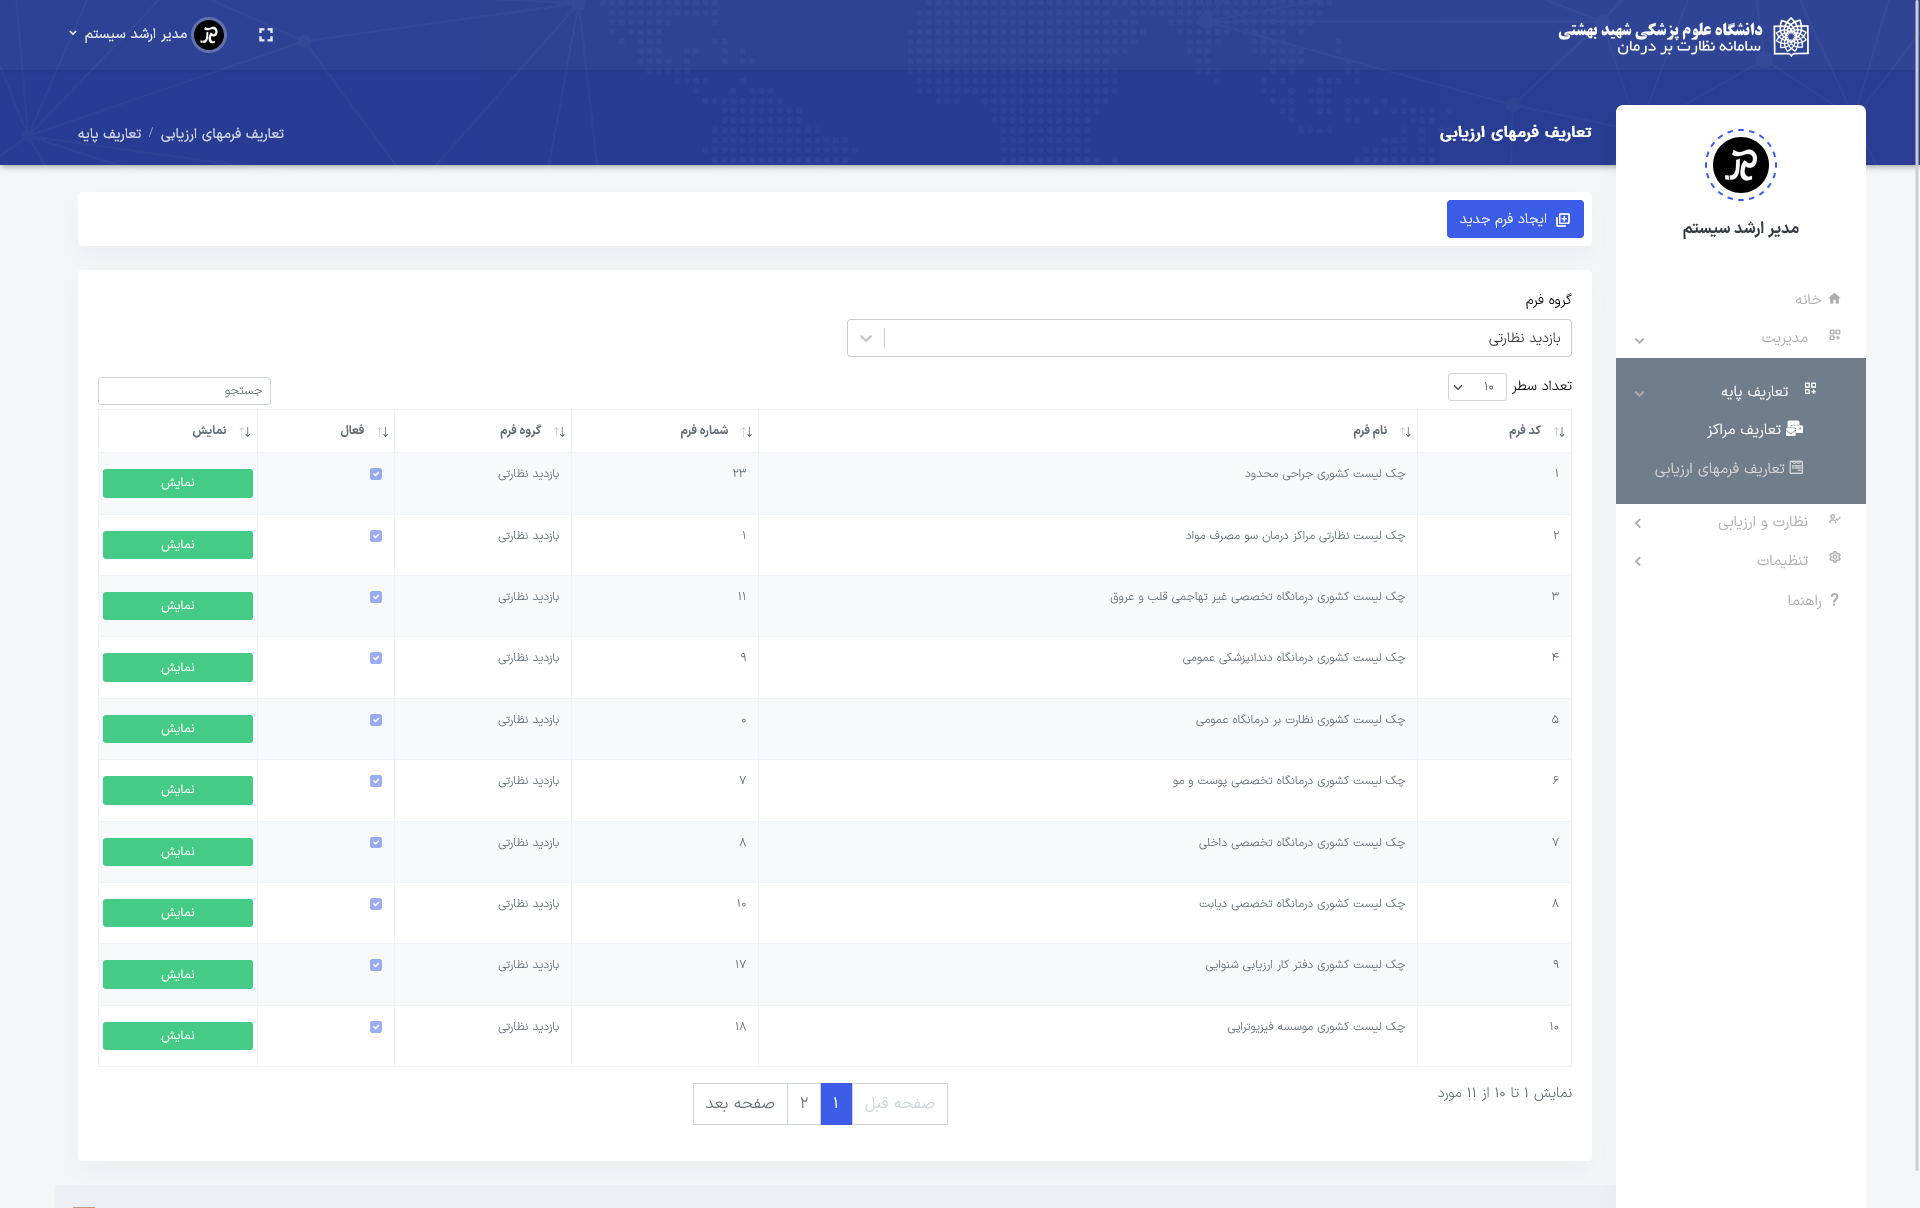 دانشگاه علوم پزشکی شهید بهشتی
سامانه نظارت بر درمان
مدیر ارشد سیستم
تعاریف فرمهای ارزیابی
تعاریف فرمهای ارزیابی / تعاریف پایه
مدیر ارشد سیستم
خانه
مدیریت
تعاریف پایه
تعاریف مراکز
تعاریف فرمهای ارزیابی
نظارت و ارزیابی
تنظیمات
راهنما
ایجاد فرم جدید
گروه فرم
بازدید نظارتی
تعداد سطر ۱۰
جستجو
کد فرم نام فرم شماره فرم گروه فرم فعال نمایش
۱ چک لیست کشوری جراحی محدود ۲۳ بازدید نظارتی نمایش
۲ چک لیست نظارتی مراکز درمان سو مصرف مواد ۱ بازدید نظارتی نمایش
۳ چک لیست کشوری درمانگاه تخصصی غیر تهاجمی قلب و عروق ۱۱ بازدید نظارتی نمایش
۴ چک لیست کشوری درمانگاه دندانپزشکی عمومی ۹ بازدید نظارتی نمایش
۵ چک لیست کشوری نظارت بر درمانگاه عمومی ۰ بازدید نظارتی نمایش
۶ چک لیست کشوری درمانگاه تخصصی پوست و مو ۷ بازدید نظارتی نمایش
۷ چک لیست کشوری درمانگاه تخصصی داخلی ۸ بازدید نظارتی نمایش
۸ چک لیست کشوری درمانگاه تخصصی دیابت ۱۰ بازدید نظارتی نمایش
۹ چک لیست کشوری دفتر کار ارزیابی شنوایی ۱۷ بازدید نظارتی نمایش
۱۰ چک لیست کشوری موسسه فیزیوتراپی ۱۸ بازدید نظارتی نمایش
نمایش ۱ تا ۱۰ از ۱۱ مورد
صفحه قبل ۱ ۲ صفحه بعد